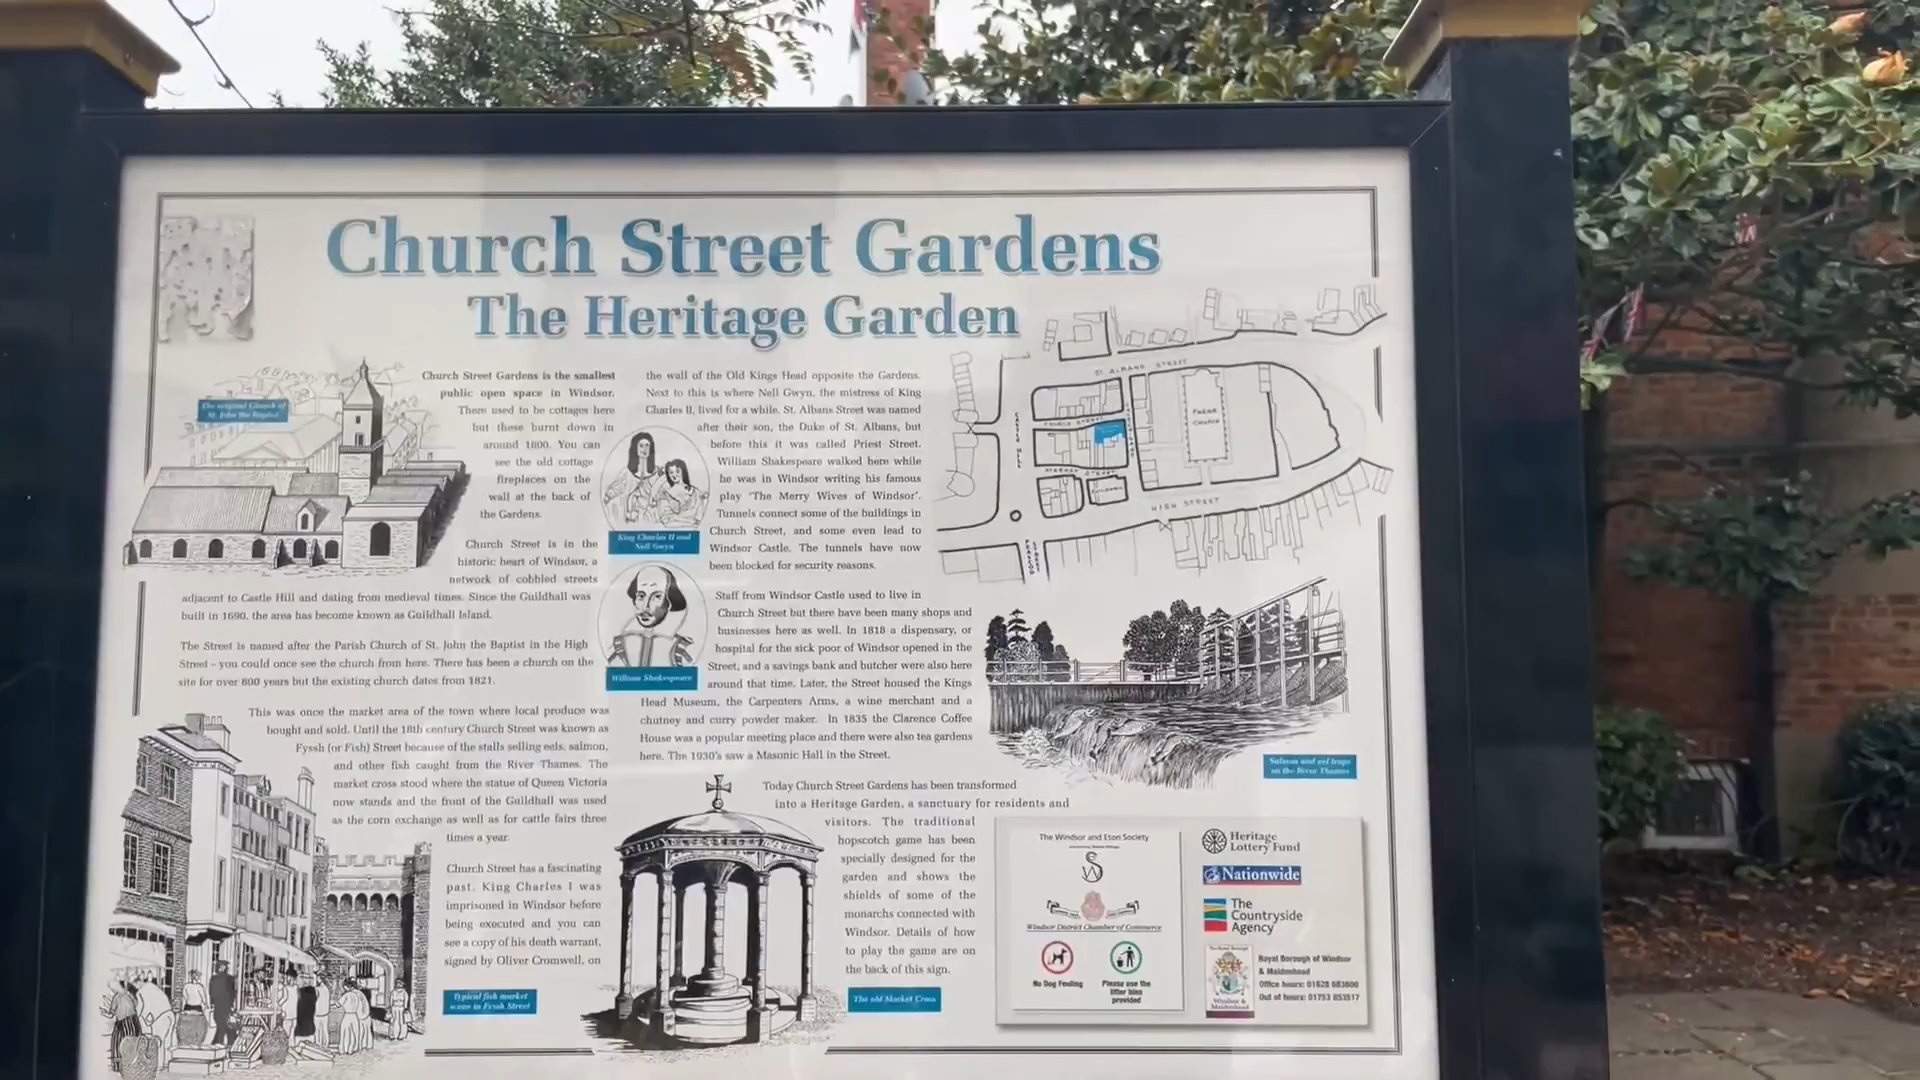 Church Street Gardens
The Heritage Garden
The original Church of
St. John the Baptist
Church Street Gardens is the smallest
public open space in Windsor.
There used to be cottages here
but these burnt down in
around 1800. You can
see the old cottage
fireplaces on the
wall at the back of
the Gardens.
Church Street is in the
historic heart of Windsor, a
network of cobbled streets
adjacent to Castle Hill and dating from medieval times. Since the Guildhall was
built in 1690, the area has become known as Guildhall Island.
The Street is named after the Parish Church of St. John the Baptist in the High
Street – you could once see the church from here. There has been a church on the
site for over 800 years but the existing church dates from 1821.
This was once the market area of the town where local produce was
bought and sold. Until the 18th century Church Street was known as
Fyssh (or Fish) Street because of the stalls selling eels, salmon,
and other fish caught from the River Thames. The
market cross stood where the statue of Queen Victoria
now stands and the front of the Guildhall was used
as the corn exchange as well as for cattle fairs three
times a year.
Church Street has a fascinating
past. King Charles I was
imprisoned in Windsor before
being executed and you can
see a copy of his death warrant,
signed by Oliver Cromwell, on
Typical fish market
scene in Fyssh Street
the wall of the Old Kings Head opposite the Gardens.
Next to this is where Nell Gwyn, the mistress of King
Charles II, lived for a while. St. Albans Street was named
after their son, the Duke of St. Albans, but
before this it was called Priest Street.
William Shakespeare walked here while
he was in Windsor writing his famous
play 'The Merry Wives of Windsor'.
Tunnels connect some of the buildings in
Church Street, and some even lead to
Windsor Castle. The tunnels have now
been blocked for security reasons.
King Charles II and
Nell Gwyn
Staff from Windsor Castle used to live in
Church Street but there have been many shops and
businesses here as well. In 1818 a dispensary, or
hospital for the sick poor of Windsor opened in the
Street, and a savings bank and butcher were also here
around that time. Later, the Street housed the Kings
Head Museum, the Carpenters Arms, a wine merchant and a
chutney and curry powder maker. In 1835 the Clarence Coffee
House was a popular meeting place and there were also tea gardens
here. The 1930's saw a Masonic Hall in the Street.
William Shakespeare
Today Church Street Gardens has been transformed
into a Heritage Garden, a sanctuary for residents and
visitors. The traditional
hopscotch game has been
specially designed for the
garden and shows the
shields of some of the
monarchs connected with
Windsor. Details of how
to play the game are on
the back of this sign.
The old Market Cross
ST ALBANS STREET
CASTLE HILL
CHURCH STREET
MARKET STREET
PARISH
CHURCH
HIGH STREET
PEASCOD
STREET
Salmon and eel traps
on the River Thames
The Windsor and Eton Society
Windsor District Chamber of Commerce
No Dog Fouling
Please use the
litter bins
provided
Heritage
Lottery Fund
Nationwide
The
Countryside
Agency
Windsor &
Maidenhead
Royal Borough of Windsor
& Maidenhead
Office hours: 01628 683800
Out of hours: 01753 853517